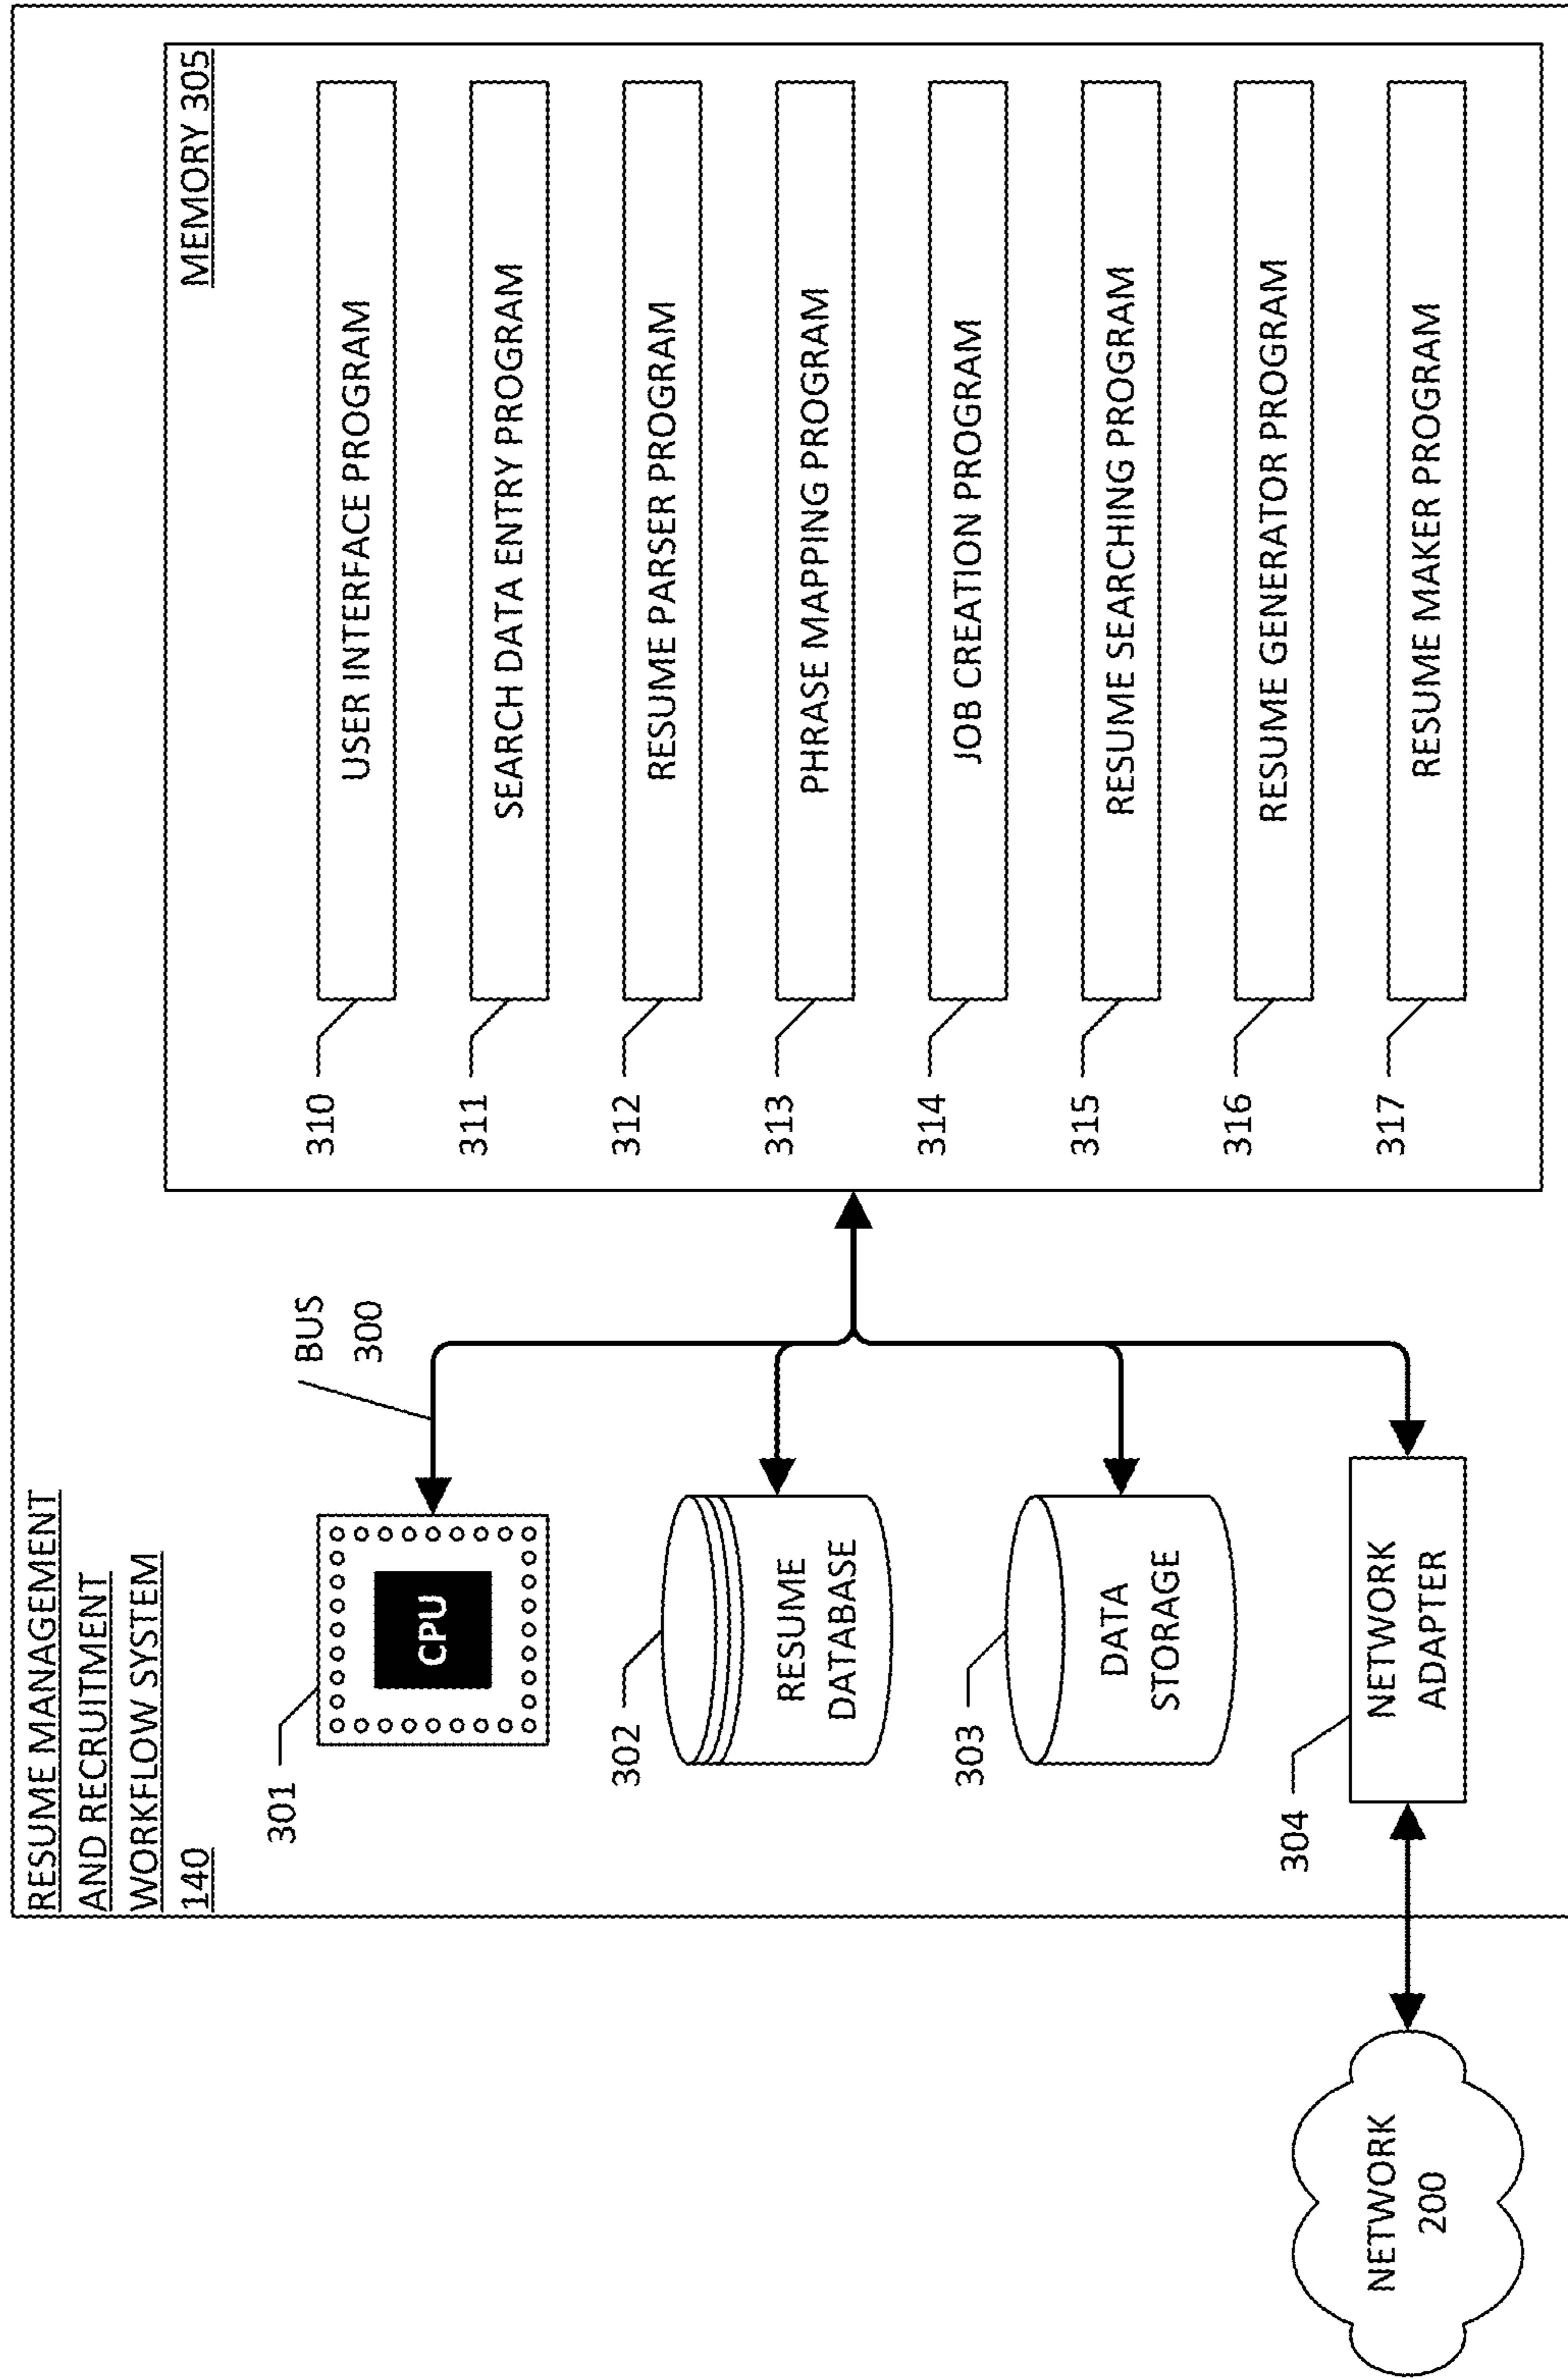 RESUME MANAGEMENT
AND RECRUITMENT
WORKFLOW SYSTEM
140
301
CPU
BUS
300
302
RESUME
DATABASE
303
DATA
STORAGE
304
NETWORK
ADAPTER
NETWORK
200
MEMORY 305
310
USER INTERFACE PROGRAM
311
SEARCH DATA ENTRY PROGRAM
312
RESUME PARSER PROGRAM
313
PHRASE MAPPING PROGRAM
314
JOB CREATION PROGRAM
315
RESUME SEARCHING PROGRAM
316
RESUME GENERATOR PROGRAM
317
RESUME MAKER PROGRAM